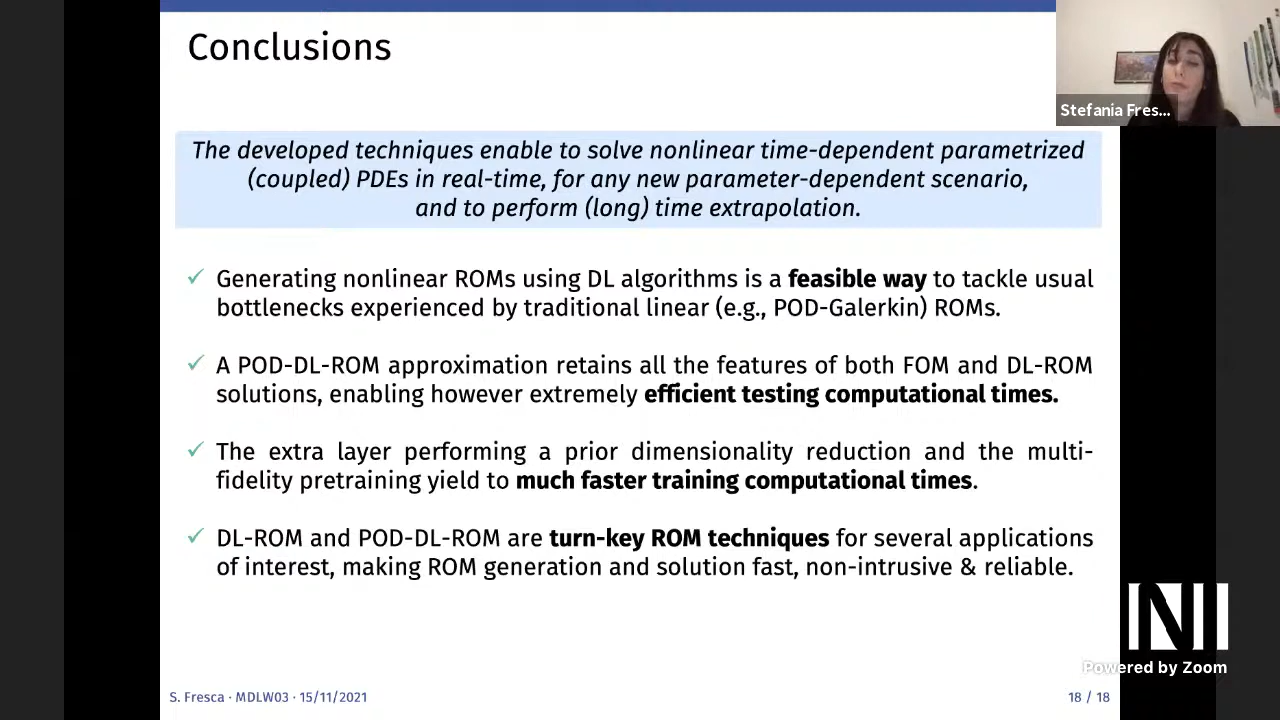 Conclusions
Stefania Fres...
The developed techniques enable to solve nonlinear time-dependent parametrized
(coupled) PDEs in real-time, for any new parameter-dependent scenario,
and to perform (long) time extrapolation.
✓ Generating nonlinear ROMs using DL algorithms is a feasible way to tackle usual
bottlenecks experienced by traditional linear (e.g., POD-Galerkin) ROMs.
✓ A POD-DL-ROM approximation retains all the features of both FOM and DL-ROM
solutions, enabling however extremely efficient testing computational times.
✓ The extra layer performing a prior dimensionality reduction and the multi-
fidelity pretraining yield to much faster training computational times.
✓ DL-ROM and POD-DL-ROM are turn-key ROM techniques for several applications
of interest, making ROM generation and solution fast, non-intrusive & reliable.
NI
Powered by Zoom
S. Fresca · MDLW03 · 15/11/2021
18 / 18